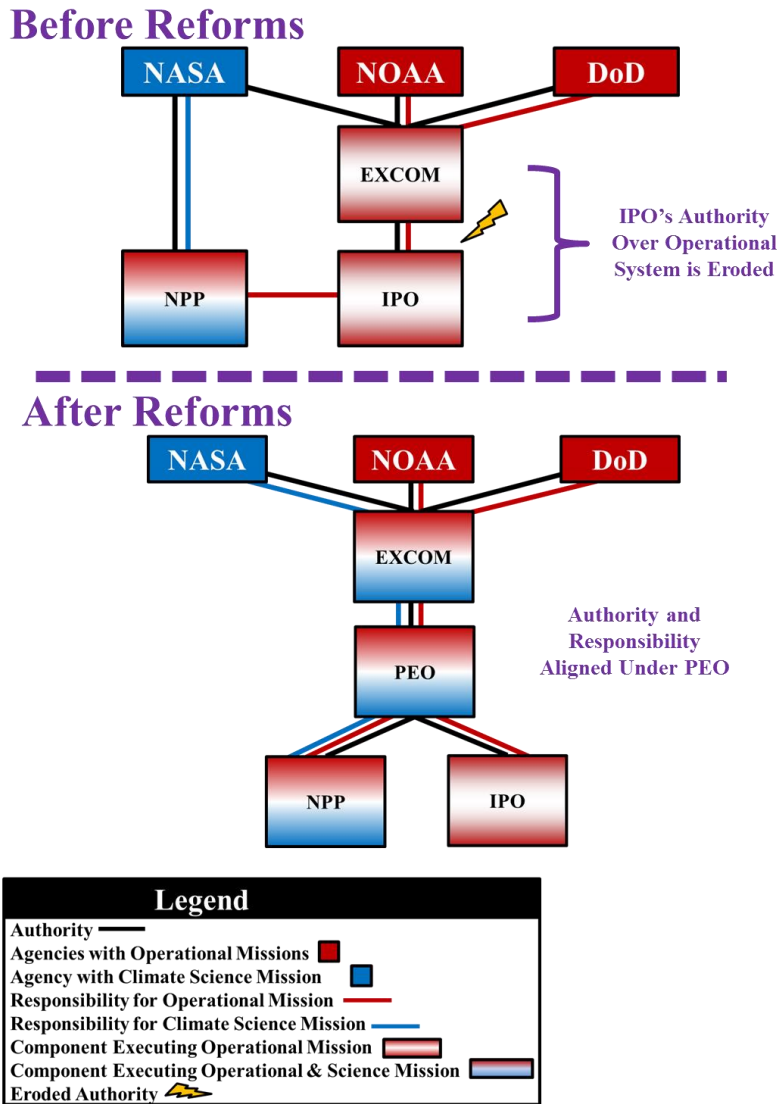 Before Reforms
NASA
NOAA
DoD
EXCOM
IPO’s Authority
Over Operational
System is Eroded
NPP
IPO
After Reforms
NASA
NOAA
DoD
EXCOM
Authority and
Responsibility
Aligned Under PEO
PEO
NPP
IPO
Legend
Authority
Agencies with Operational Missions
Agency with Climate Science Mission
Responsibility for Operational Mission
Responsibility for Climate Science Mission
Component Executing Operational Mission
Component Executing Operational & Science Mission
Eroded Authority